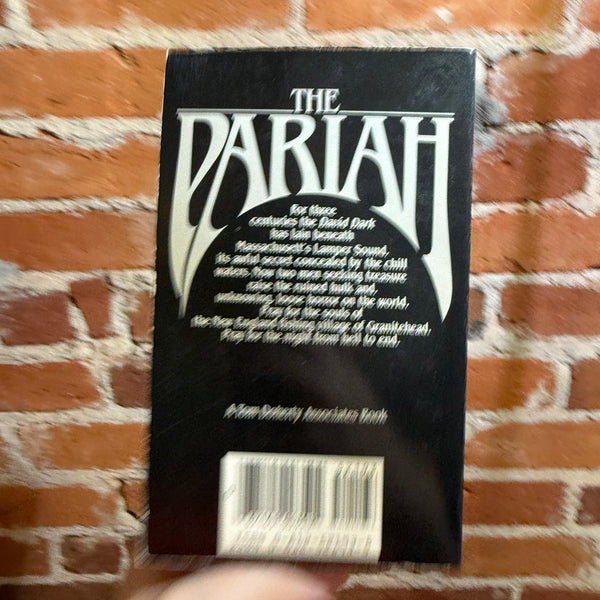 THE
PARIAH
For three
centuries the David Dark
has lain beneath
Massachusett's Lamper Sound,
its awful secret concealed by the chill
waters. Now two men seeking treasure
raise the ruined hulk and,
unknowing, loose horror on the world.
Pray for the souls of
the New England fishing village of Granitehead.
Pray for the night from hell to end.
A Tom Doherty Associates Book